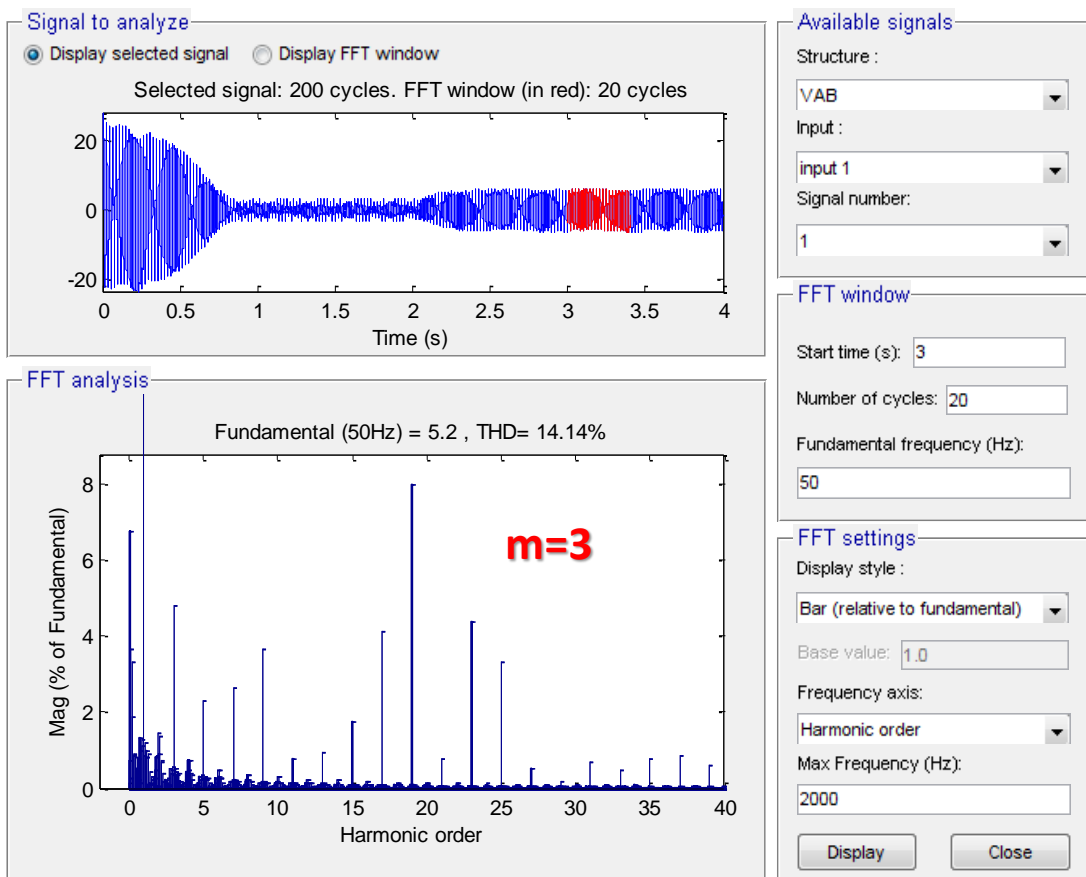 Signal to analyze
Display selected signal Display FFT window
Selected signal: 200 cycles. FFT window (in red): 20 cycles
20
0
-20
0 0.5 1 1.5 2 2.5 3 3.5 4
Time (s)
FFT analysis
Fundamental (50Hz) = 5.2 , THD= 14.14%
m=3
8
6
4
2
0
Mag (% of Fundamental)
0 5 10 15 20 25 30 35 40
Harmonic order
Available signals
Structure :
VAB
Input :
input 1
Signal number:
1
FFT window
Start time (s): 3
Number of cycles: 20
Fundamental frequency (Hz):
50
FFT settings
Display style :
Bar (relative to fundamental)
Base value: 1.0
Frequency axis:
Harmonic order
Max Frequency (Hz):
2000
Display Close